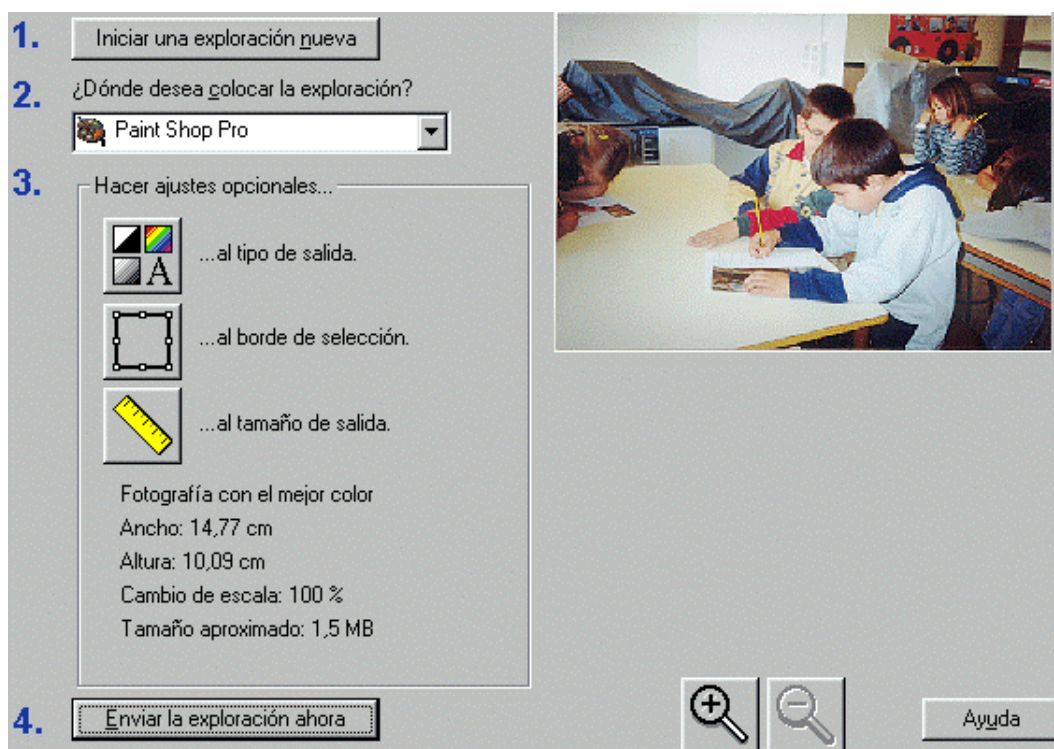 1.
Iniciar una exploración nueva
2.
¿Dónde desea colocar la exploración?
Paint Shop Pro
3.
Hacer ajustes opcionales...
A
...al tipo de salida.
...al borde de selección.
...al tamaño de salida.
Fotografía con el mejor color
Ancho: 14,77 cm
Altura: 10,09 cm
Cambio de escala: 100 %
Tamaño aproximado: 1,5 MB
4.
Enviar la exploración ahora
Ayuda